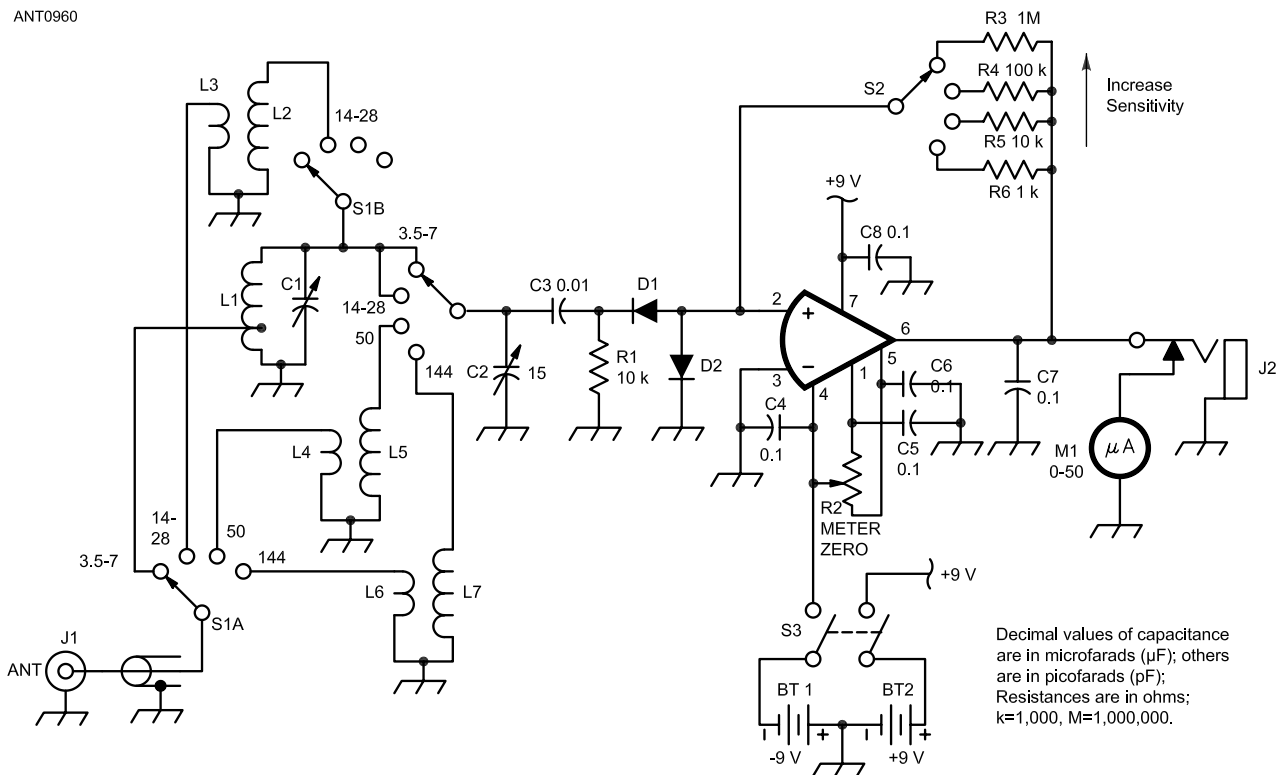 ANT0960
R3 1M
L3
L2
R4 100 k
S2
Increase
Sensitivity
14-28
R5 10 k
+9 V
R6 1 k
S1B
3.5-7
C8 0.1
C1
L1
C3 0.01
D1
2
+
7
14-28
6
50
R1
10 k
D2
5
C2
15
144
−
3
4
1
C6
0.1
C7
0.1
J2
C4
0.1
L4
L5
C5
0.1
M1
0-50
µA
R2
METER
ZERO
14-
28
50
3.5-7
144
+9 V
L6
L7
S1A
S3
J1
ANT
Decimal values of capacitance
are in microfarads (µF); others
are in picofarads (pF);
Resistances are in ohms;
k=1,000, M=1,000,000.
BT 1
BT2
− +
− +
-9 V
+9 V